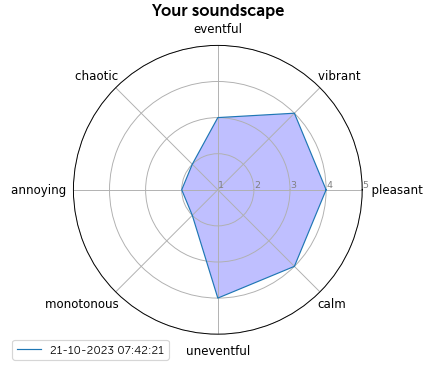 Your soundscape
eventful
chaotic
vibrant
annoying
1 2 3 4 5
pleasant
monotonous
calm
uneventful
21-10-2023 07:42:21